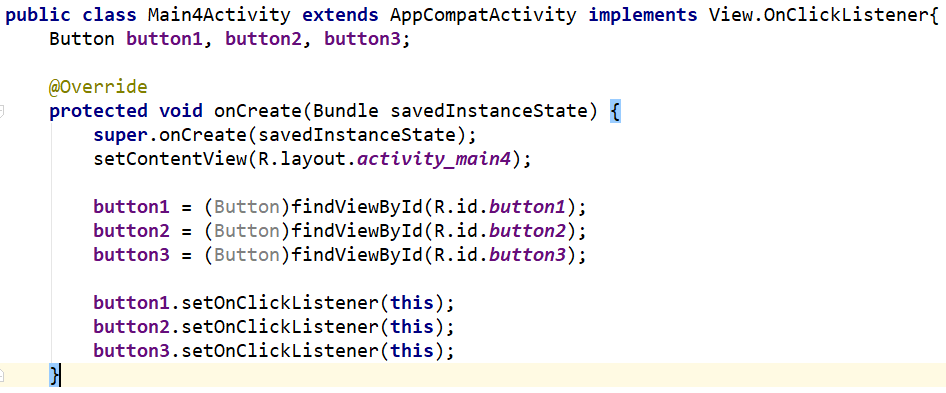 public class Main4Activity extends AppCompatActivity implements View.OnClickListener{
    Button button1, button2, button3;

    @Override
    protected void onCreate(Bundle savedInstanceState) {
        super.onCreate(savedInstanceState);
        setContentView(R.layout.activity_main4);

        button1 = (Button)findViewById(R.id.button1);
        button2 = (Button)findViewById(R.id.button2);
        button3 = (Button)findViewById(R.id.button3);

        button1.setOnClickListener(this);
        button2.setOnClickListener(this);
        button3.setOnClickListener(this);
    }